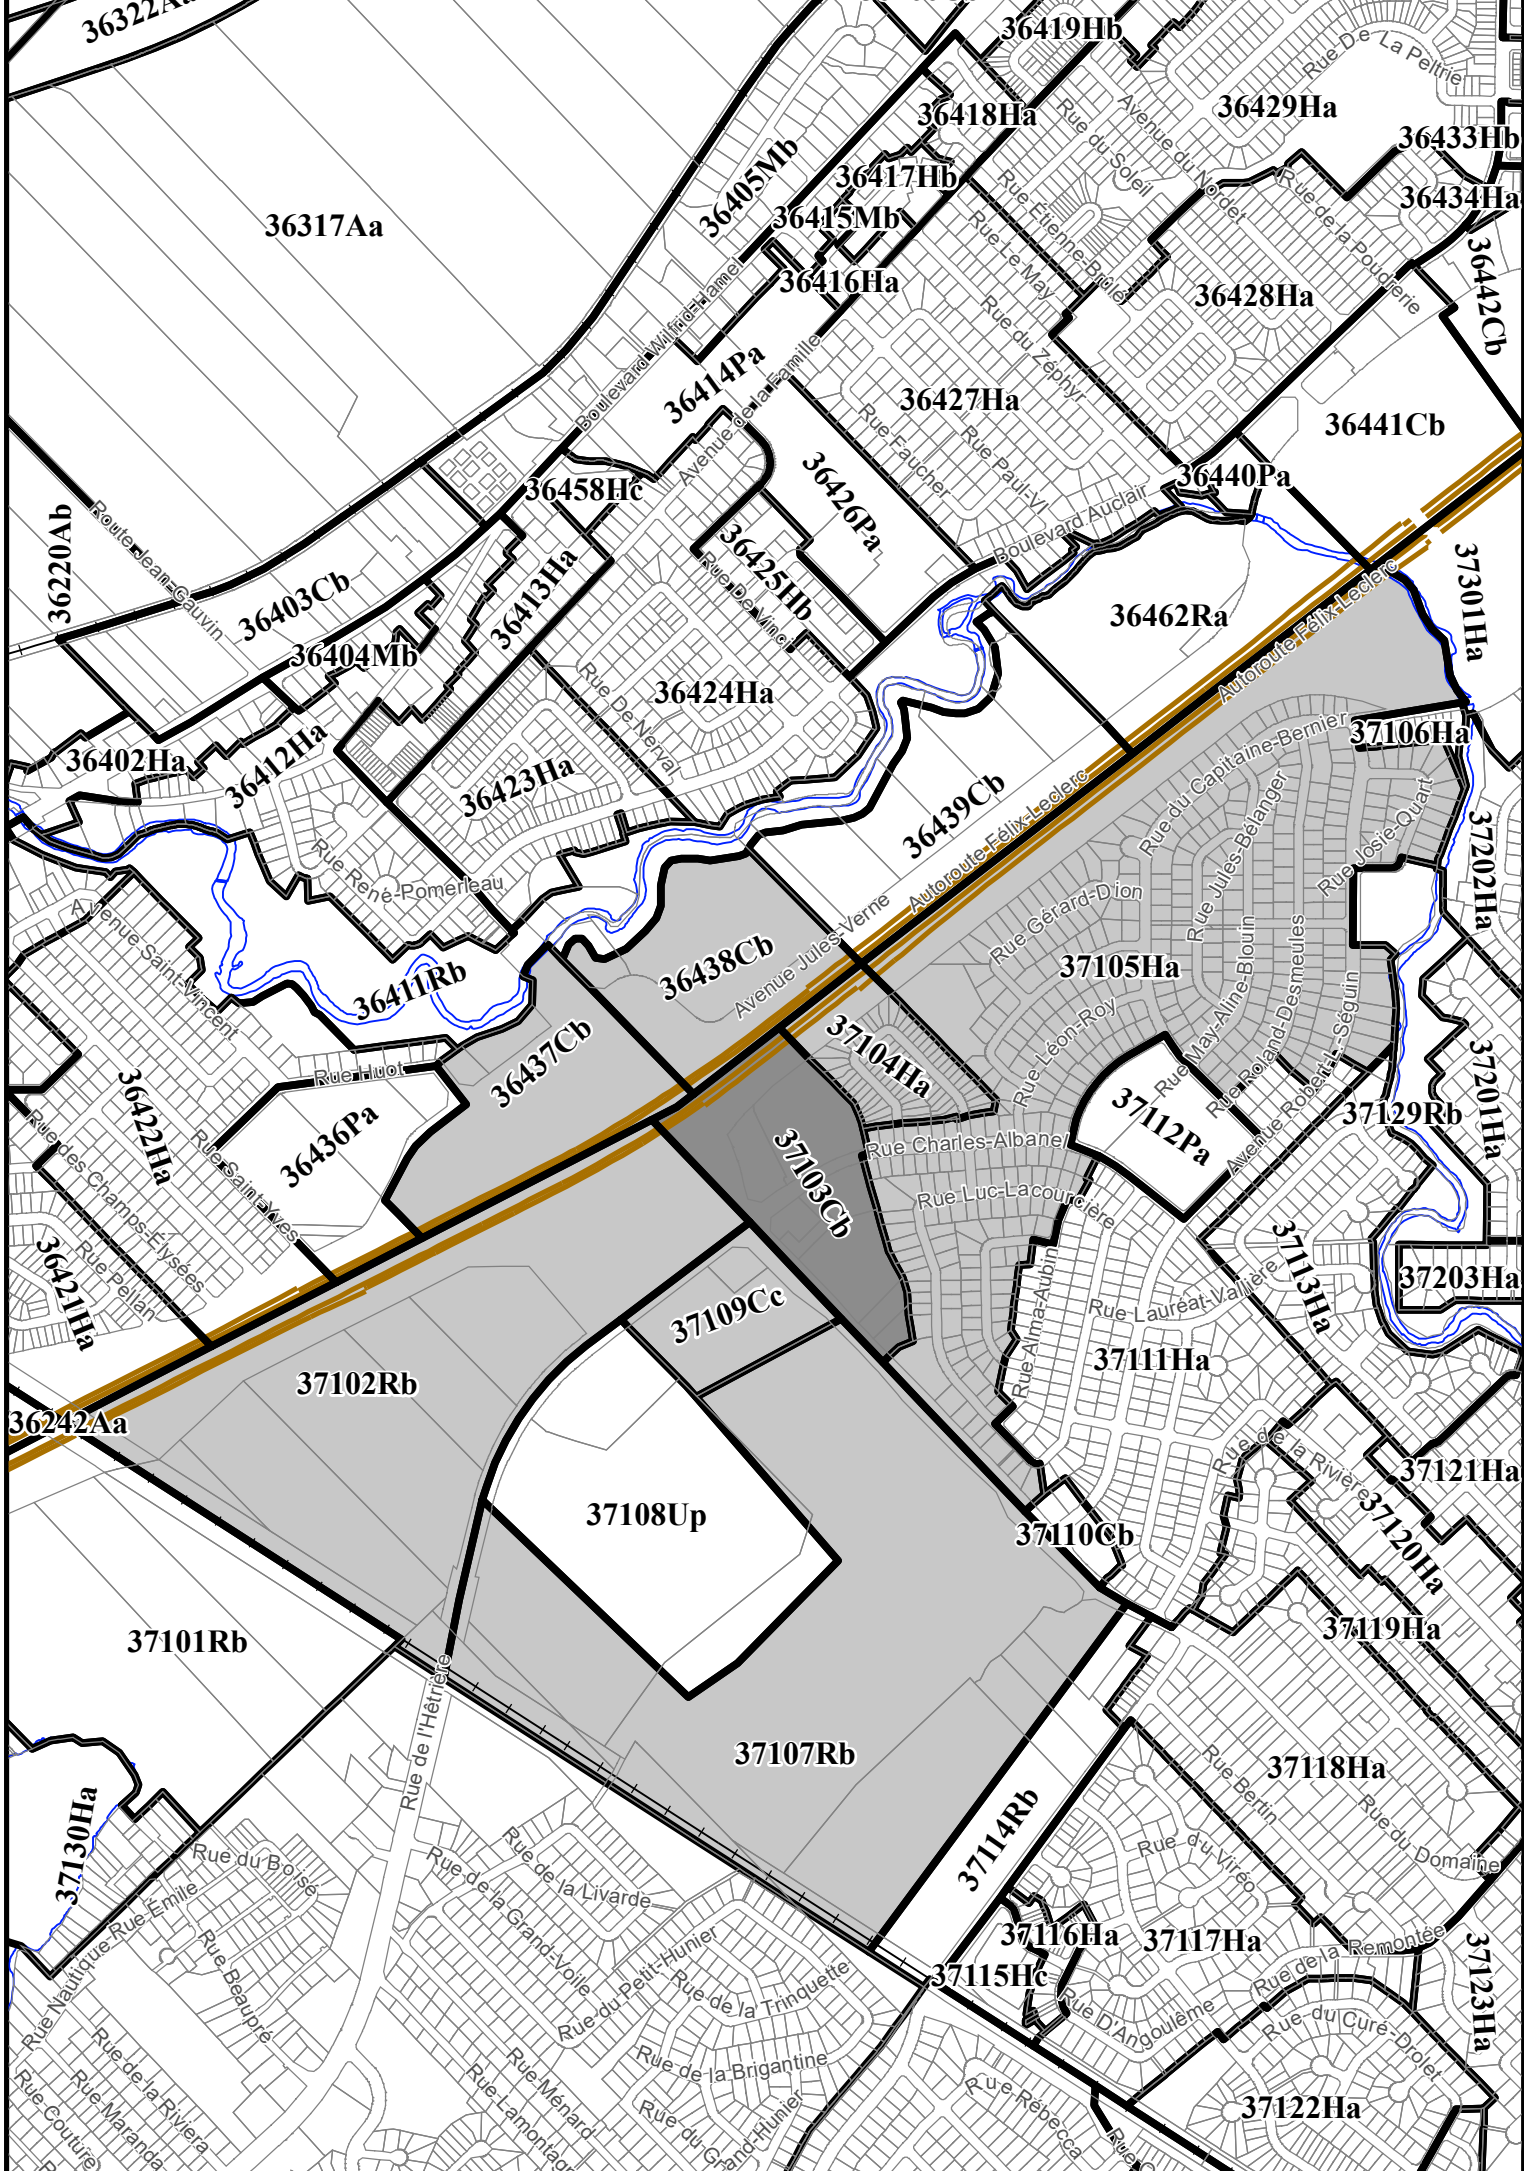 36419Hb
Rue De La Peltrie
36418Ha
Avenue du Nordet
36429Ha
Rue du Soleil
36433Hb
36405Mb
36417Hb
Rue Étienne-Brûlé
Rue de la Poudrerie
36434Ha
36317Aa
36415Mb
Rue Le May
36442Cb
Boulevard Wilfrid-Hamel
36416Ha
36428Ha
Rue du Zéphyr
36414Pa
Avenue de la Famille
36427Ha
36441Cb
Rue Faucher
Rue Paul-VI
36458Hc
36426Pa
36440Pa
Boulevard Auclair
36220Ab
Route Jean-Gauvin
36403Cb
36413Ha
36425Hb
Rue De Vinci
37301Ha
36462Ra
Autoroute Félix-Leclerc
36404Mb
Rue De Nerval
36424Ha
36402Ha
36412Ha
36423Ha
37106Ha
Rue du Capitaine-Bernier
36439Cb
Autoroute Félix-Leclerc
Rue Jules-Bélanger
Rue Josie-Quart
37202Ha
Rue René-Pomerleau
Rue Gérard-Dion
Avenue Saint-Vincent
36438Cb
Avenue Jules-Verne
37105Ha
Rue May-Aline-Blouin
Rue Roland-Desmeules
36411Rb
Avenue Robert-L.-Séguin
36437Cb
37104Ha
Rue Léon-Roy
37201Ha
Rue Huot
36422Ha
36436Pa
37112Pa
37129Rb
Rue des Champs-Élysées
Rue Saint-Yves
37103Cb
Rue Charles-Albanel
Rue Luc-Lacourcière
36421Ha
Rue Pellan
37113Ha
37203Ha
37109Cc
Rue Alma-Aubin
Rue Lauréat-Vallière
37111Ha
37102Rb
36242Aa
Rue de la Rivière
37121Ha
37108Up
37110Cb
37120Ha
37101Rb
37119Ha
Rue de l'Hêtrière
37107Rb
37118Ha
Rue Bertin
Rue du Domaine
37130Ha
37114Rb
Rue du Viréo
Rue du Boisé
Rue de la Livarde
Rue de la Grand-Voile
Rue Nautique-Rue Émile
Rue Beaupré
37116Ha
37117Ha
Rue de la Remontée
37123Ha
Rue du Petit-Hunier
Rue de la Trinquette
37115Hc
Rue D'Angoulême
Rue du Curé-Drolet
Rue de la Riviera
Rue Maranda
Rue Couture
Rue Ménard
Rue de la Brigantine
Rue du Grand-Hunier
Rue Rébecca
37122Ha